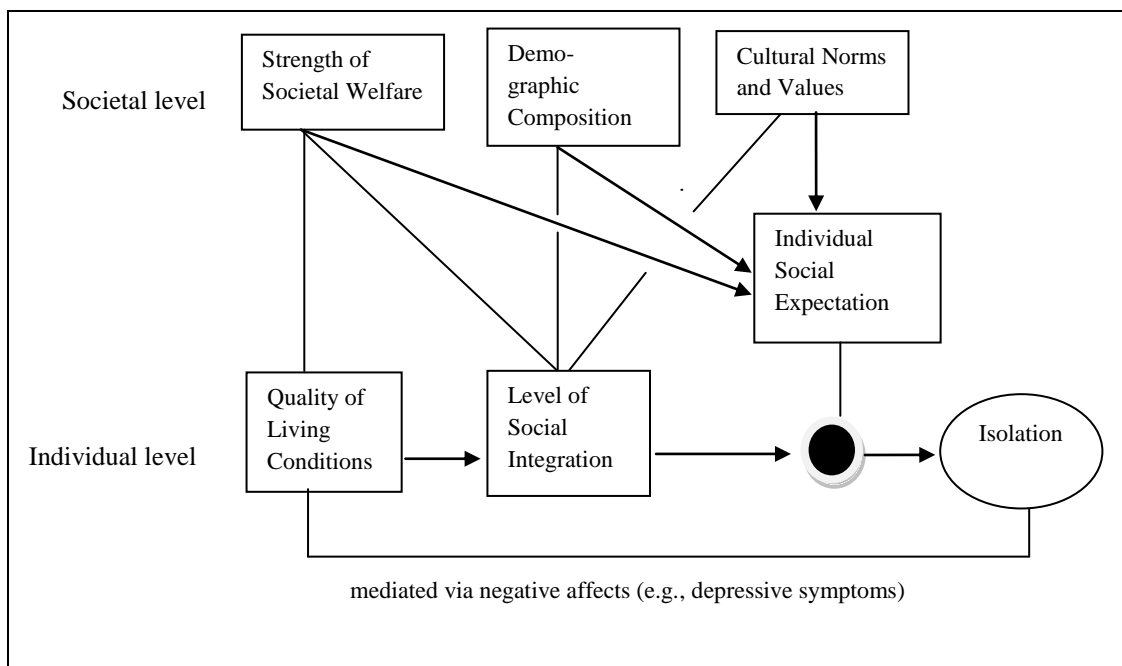 Societal level
Strength of
Societal Welfare
Demo-
graphic
Composition
Cultural Norms
and Values
Individual
Social
Expectation
Individual level
Quality of
Living
Conditions
Level of
Social
Integration
Isolation
mediated via negative affects (e.g., depressive symptoms)